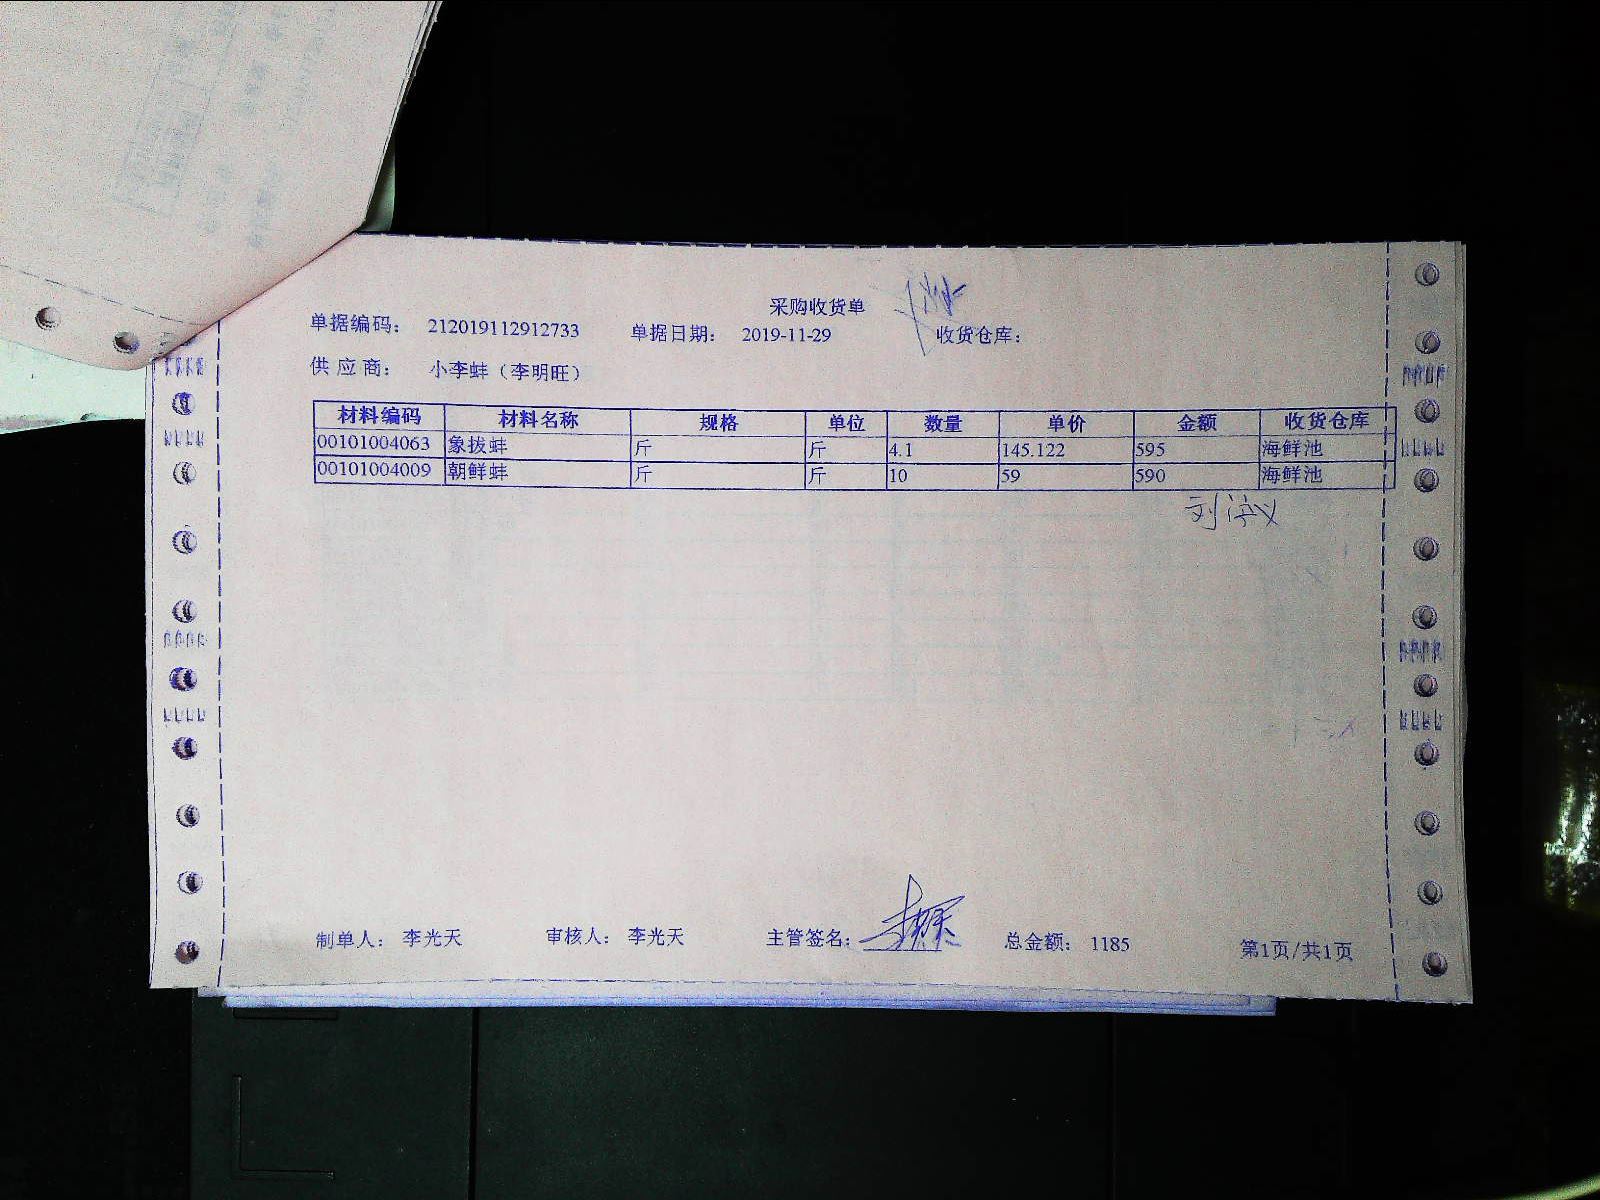 采购收货单
单据编码： 212019112912733 单据日期： 2019-11-29 收货仓库：
供 应 商： 小李蚌（李明旺）
材料编码 材料名称 规格 单位 数量 单价 金额 收货仓库
00101004063 象拔蚌 斤 斤 4.1 145.122 595 海鲜池
00101004009 朝鲜蚌 斤 斤 10 59 590 海鲜池
制单人： 李光天 审核人： 李光天 主管签名： 总金额： 1185 第1页/共1页